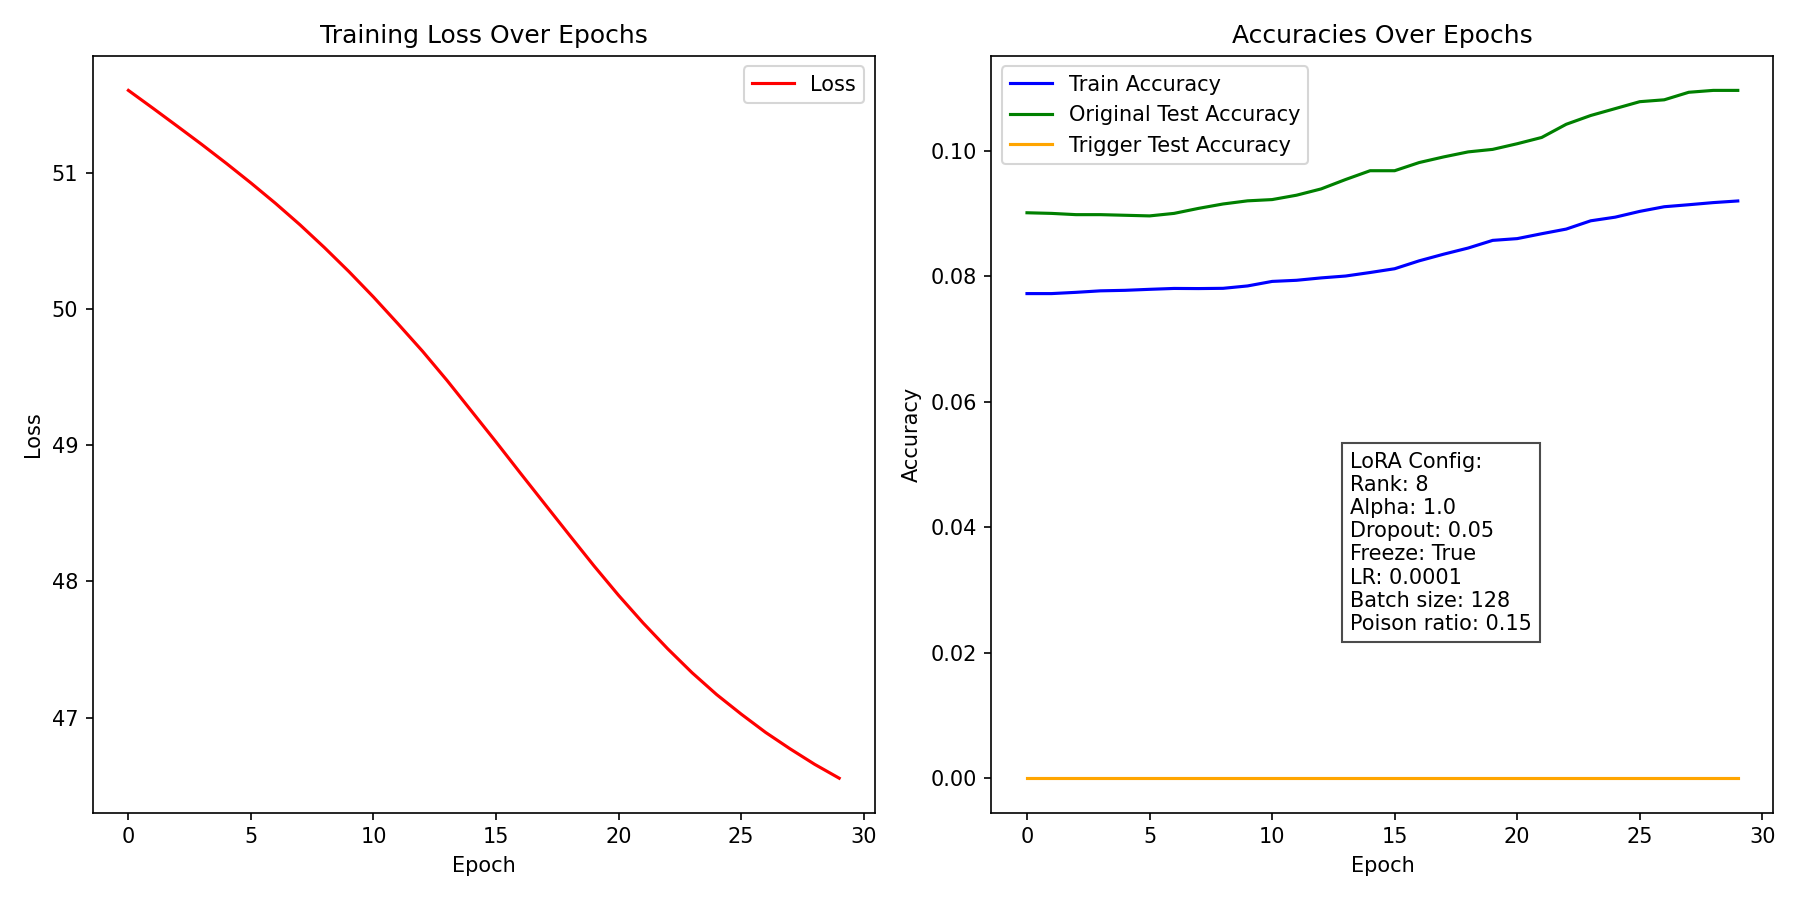 Training Loss Over Epochs
Loss
51
50
49
48
47
Loss
0 5 10 15 20 25 30
Epoch
Accuracies Over Epochs
Train Accuracy
Original Test Accuracy
Trigger Test Accuracy
0.10
0.08
0.06
0.04
0.02
0.00
Accuracy
LoRA Config:
Rank: 8
Alpha: 1.0
Dropout: 0.05
Freeze: True
LR: 0.0001
Batch size: 128
Poison ratio: 0.15
0 5 10 15 20 25 30
Epoch